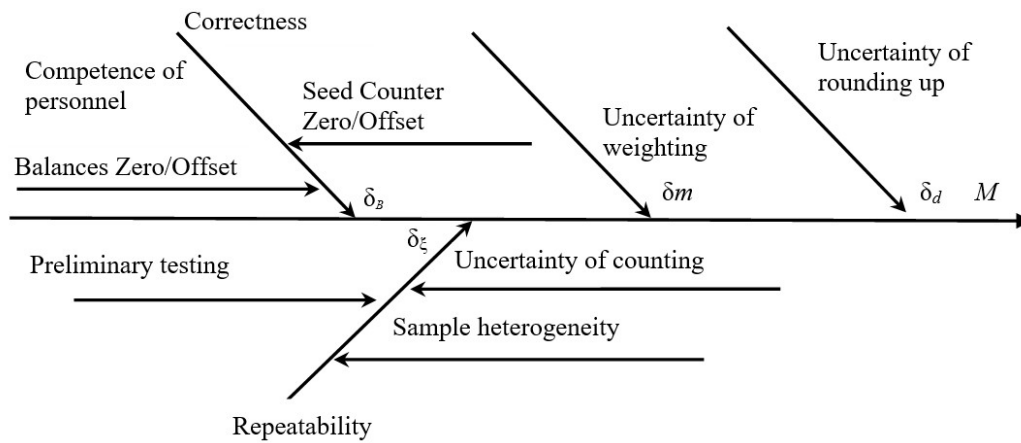 Correctness
Competence of
personnel
Seed Counter
Zero/Offset
Balances Zero/Offset
Uncertainty of
weighting
Uncertainty of
rounding up
δB
δm
δd
M
δξ
Preliminary testing
Uncertainty of counting
Sample heterogeneity
Repeatability